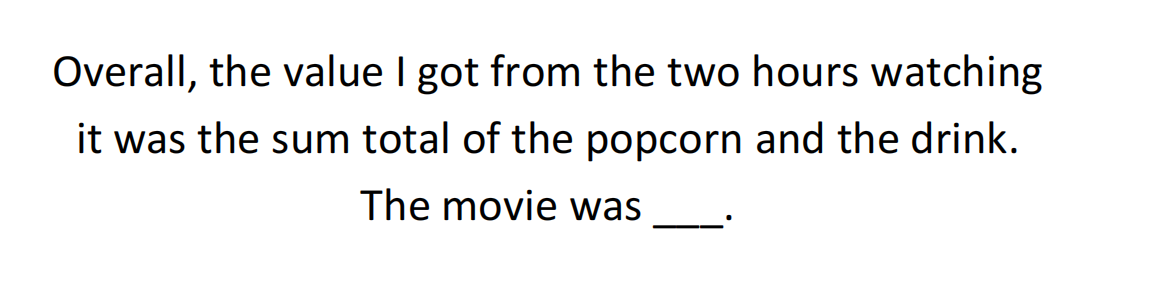 Overall, the value I got from the two hours watching
it was the sum total of the popcorn and the drink.
The movie was ___.